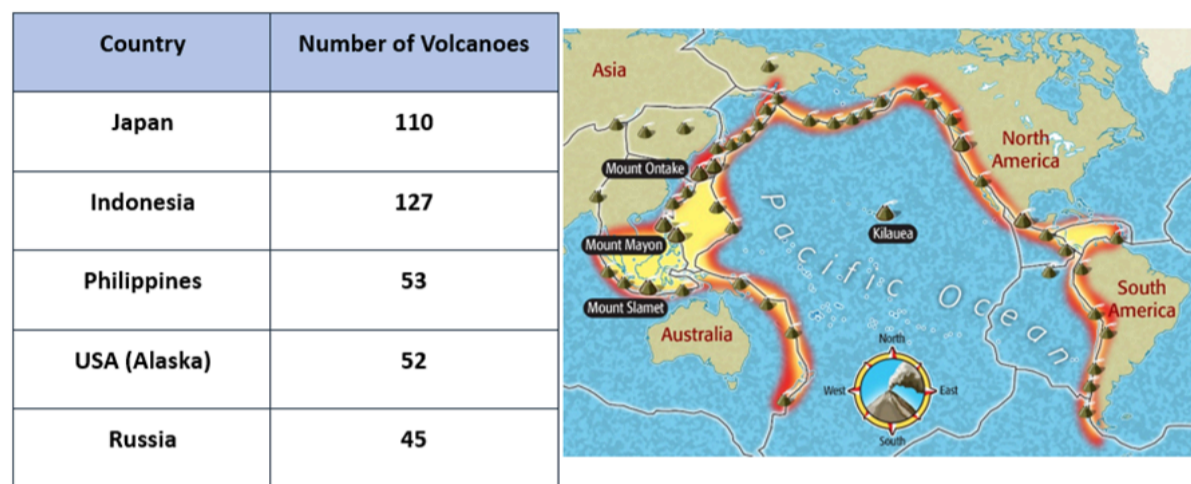 Country Number of Volcanoes
Japan 110
Indonesia 127
Philippines 53
USA (Alaska) 52
Russia 45
Asia
North
America
Mount Ontake
Pacific Ocean
Kilauea
Mount Mayon
Mount Slamet
South
America
Australia
North
West East
South